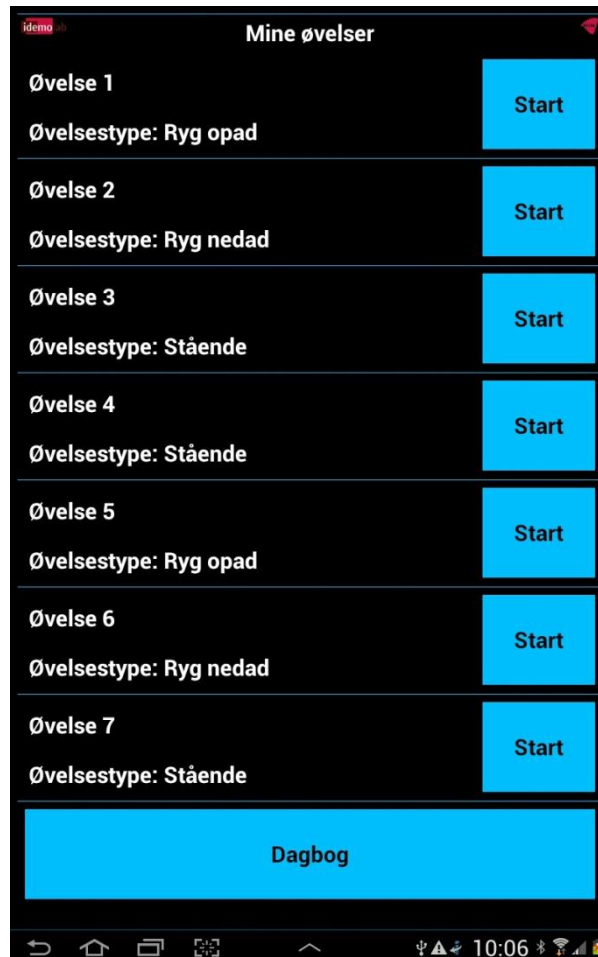 idemolab
Mine øvelser
Øvelse 1
Øvelsestype: Ryg opad
Start
Øvelse 2
Øvelsestype: Ryg nedad
Start
Øvelse 3
Øvelsestype: Stående
Start
Øvelse 4
Øvelsestype: Stående
Start
Øvelse 5
Øvelsestype: Ryg opad
Start
Øvelse 6
Øvelsestype: Ryg nedad
Start
Øvelse 7
Øvelsestype: Stående
Start
Dagbog
10:06